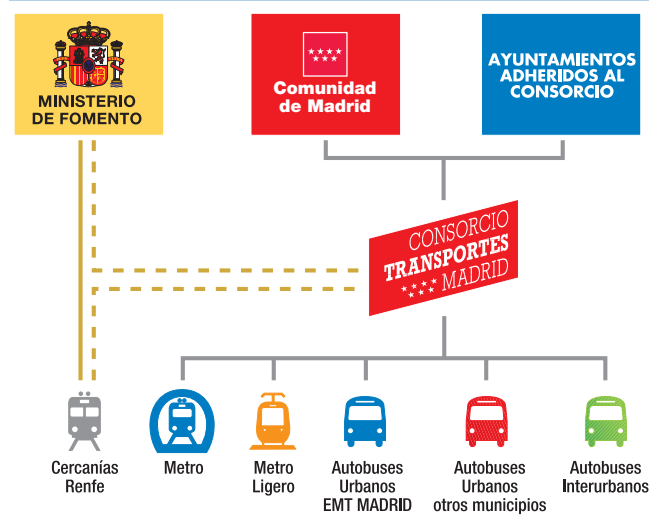 MINISTERIO
DE FOMENTO
Comunidad
de Madrid
AYUNTAMIENTOS
ADHERIDOS AL
CONSORCIO
CONSORCIO
TRANSPORTES
MADRID
Cercanías
Renfe
Metro
Metro
Ligero
Autobuses
Urbanos
EMT MADRID
Autobuses
Urbanos
otros municipios
Autobuses
Interurbanos